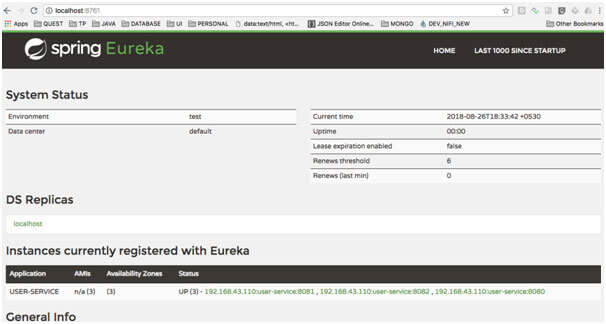 localhost:8761
Apps QUEST TP JAVA DATABASE UI PERSONAL data:text/html, <ht... JSON Editor Online... MONGO DEV_NIFI_NEW Other Bookmarks
spring Eureka HOME LAST 1000 SINCE STARTUP
System Status
Environment test Current time 2018-08-26T18:33:42 +0530
Data center default Uptime 00:00
Lease expiration enabled false
Renews threshold 6
Renews (last min) 0
DS Replicas
localhost
Instances currently registered with Eureka
Application AMIs Availability Zones Status
USER-SERVICE n/a (3) (3) UP (3) - 192.168.43.110:user-service:8081 , 192.168.43.110:user-service:8082 , 192.168.43.110:user-service:8080
General Info